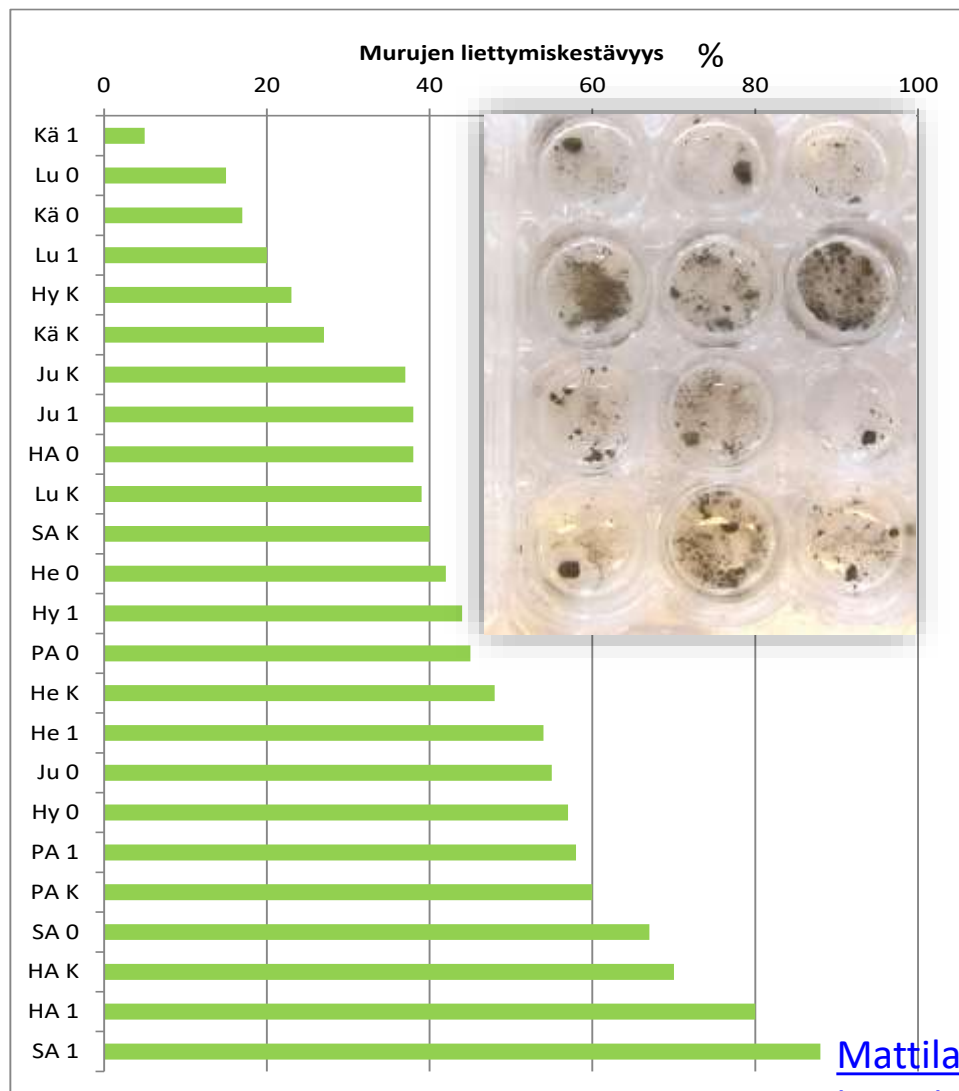 Murujen liettymiskestävyys %
0 20 40 60 80 100
Kä 1
Lu 0
Kä 0
Lu 1
Hy K
Kä K
Ju K
Ju 1
HA 0
Lu K
SA K
He 0
Hy 1
PA 0
He K
He 1
Ju 0
Hy 0
PA 1
PA K
SA 0
HA K
HA 1
SA 1
Mattila